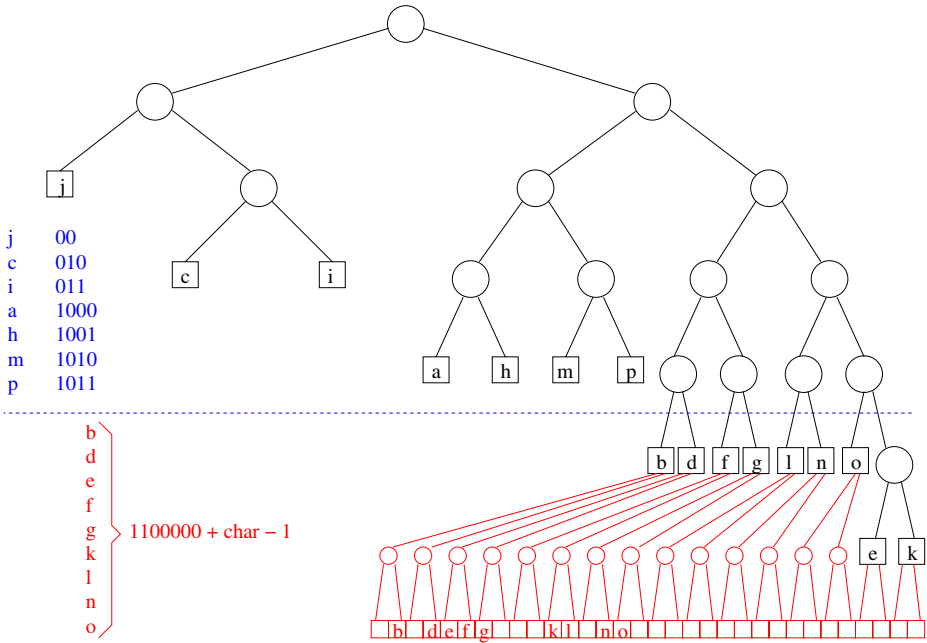 j
c i
j 00
c 010
i 011
a 1000
h 1001
m 1010
p 1011
a h m p
b
d
e
f
g
k
l
n
o
1100000 + char − 1
b d f g l n o
e k
b d e f g k l n o